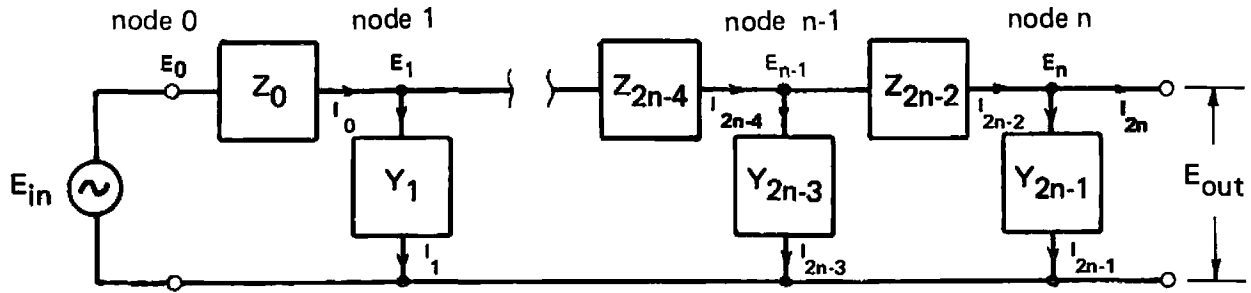 node 0
node 1
node n-1
node n
E₀
E₁
Eₙ₋₁
Eₙ
Z₀
Z₂ₙ₋₄
Z₂ₙ₋₂
I₀
I₂ₙ₋₄
I₂ₙ₋₂
I₂ₙ
Eᵢₙ
~
Y₁
Y₂ₙ₋₃
Y₂ₙ₋₁
Eₒᵤₜ
I₁
I₂ₙ₋₃
I₂ₙ₋₁